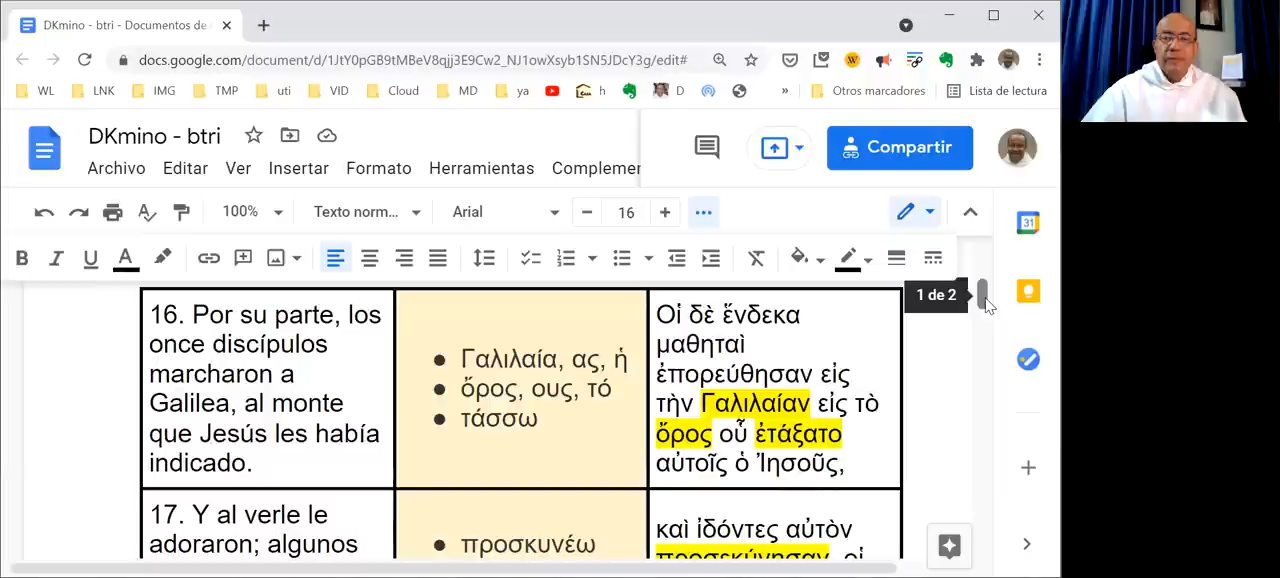 DKmino - btri - Documentos de
docs.google.com/document/d/1JtY0pGB9tMBeV8qjj3E9Cw2_NJ1owXsyb1SN5JDcY3g/edit#
WL LNK IMG TMP uti VID Cloud MD ya h D » Otros marcadores Lista de lectura
DKmino - btri
Compartir
Archivo Editar Ver Insertar Formato Herramientas Complemen
100% Texto norm... Arial 16
B I U A
31
1 de 2
16. Por su parte, los
once discípulos
marcharon a
Galilea, al monte
que Jesús les había
indicado.
● Γαλιλαία, ας, ἡ
● ὄρος, ους, τό
● τάσσω
Οἱ δὲ ἕνδεκα
μαθηταὶ
ἐπορεύθησαν εἰς
τὴν Γαλιλαίαν εἰς τὸ
ὄρος οὗ ἐτάξατο
αὐτοῖς ὁ Ἰησοῦς,
17. Y al verle le
adoraron; algunos
● προσκυνέω
καὶ ἰδόντες αὐτὸν
προσεκύνησαν, οἱ